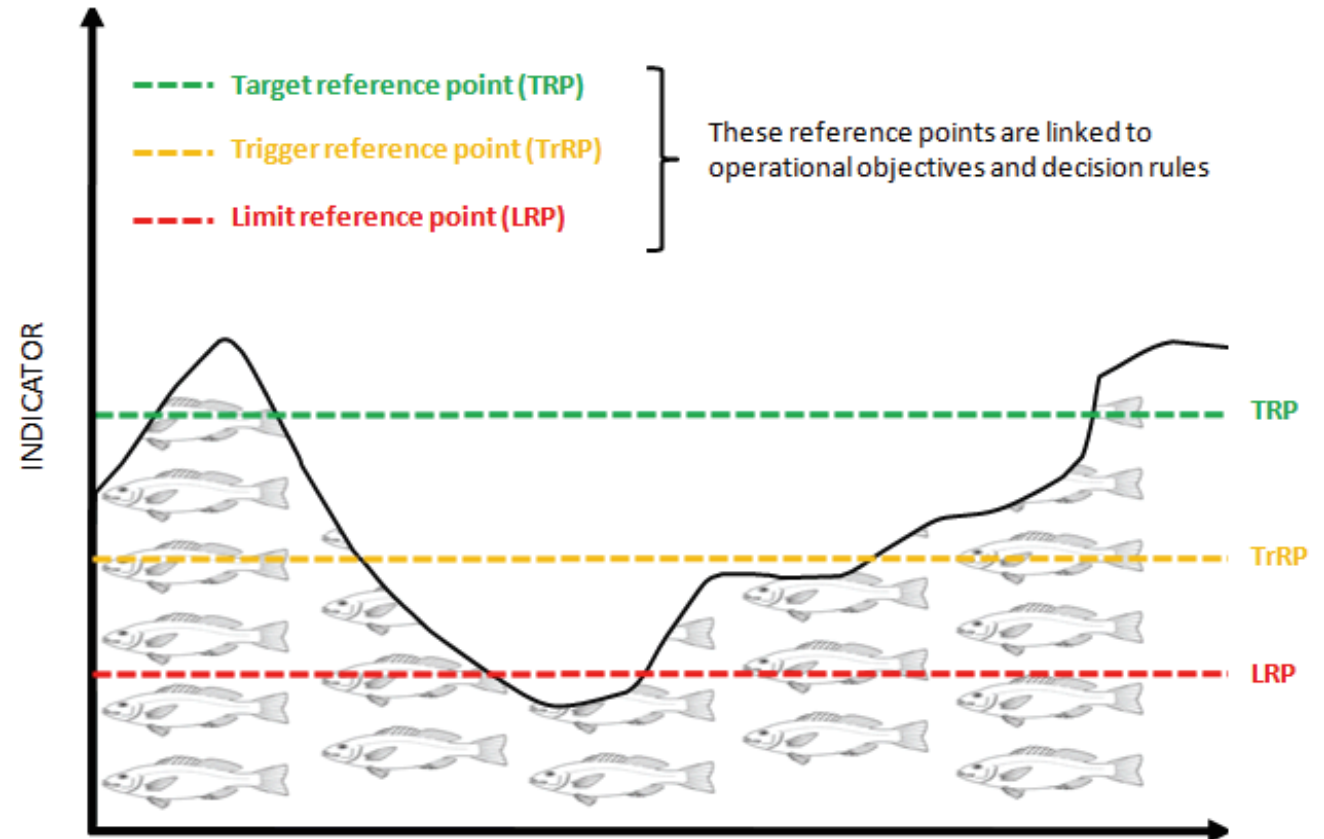 Target reference point (TRP)
Trigger reference point (TrRP)
Limit reference point (LRP)
These reference points are linked to
operational objectives and decision rules
INDICATOR
TRP
TrRP
LRP